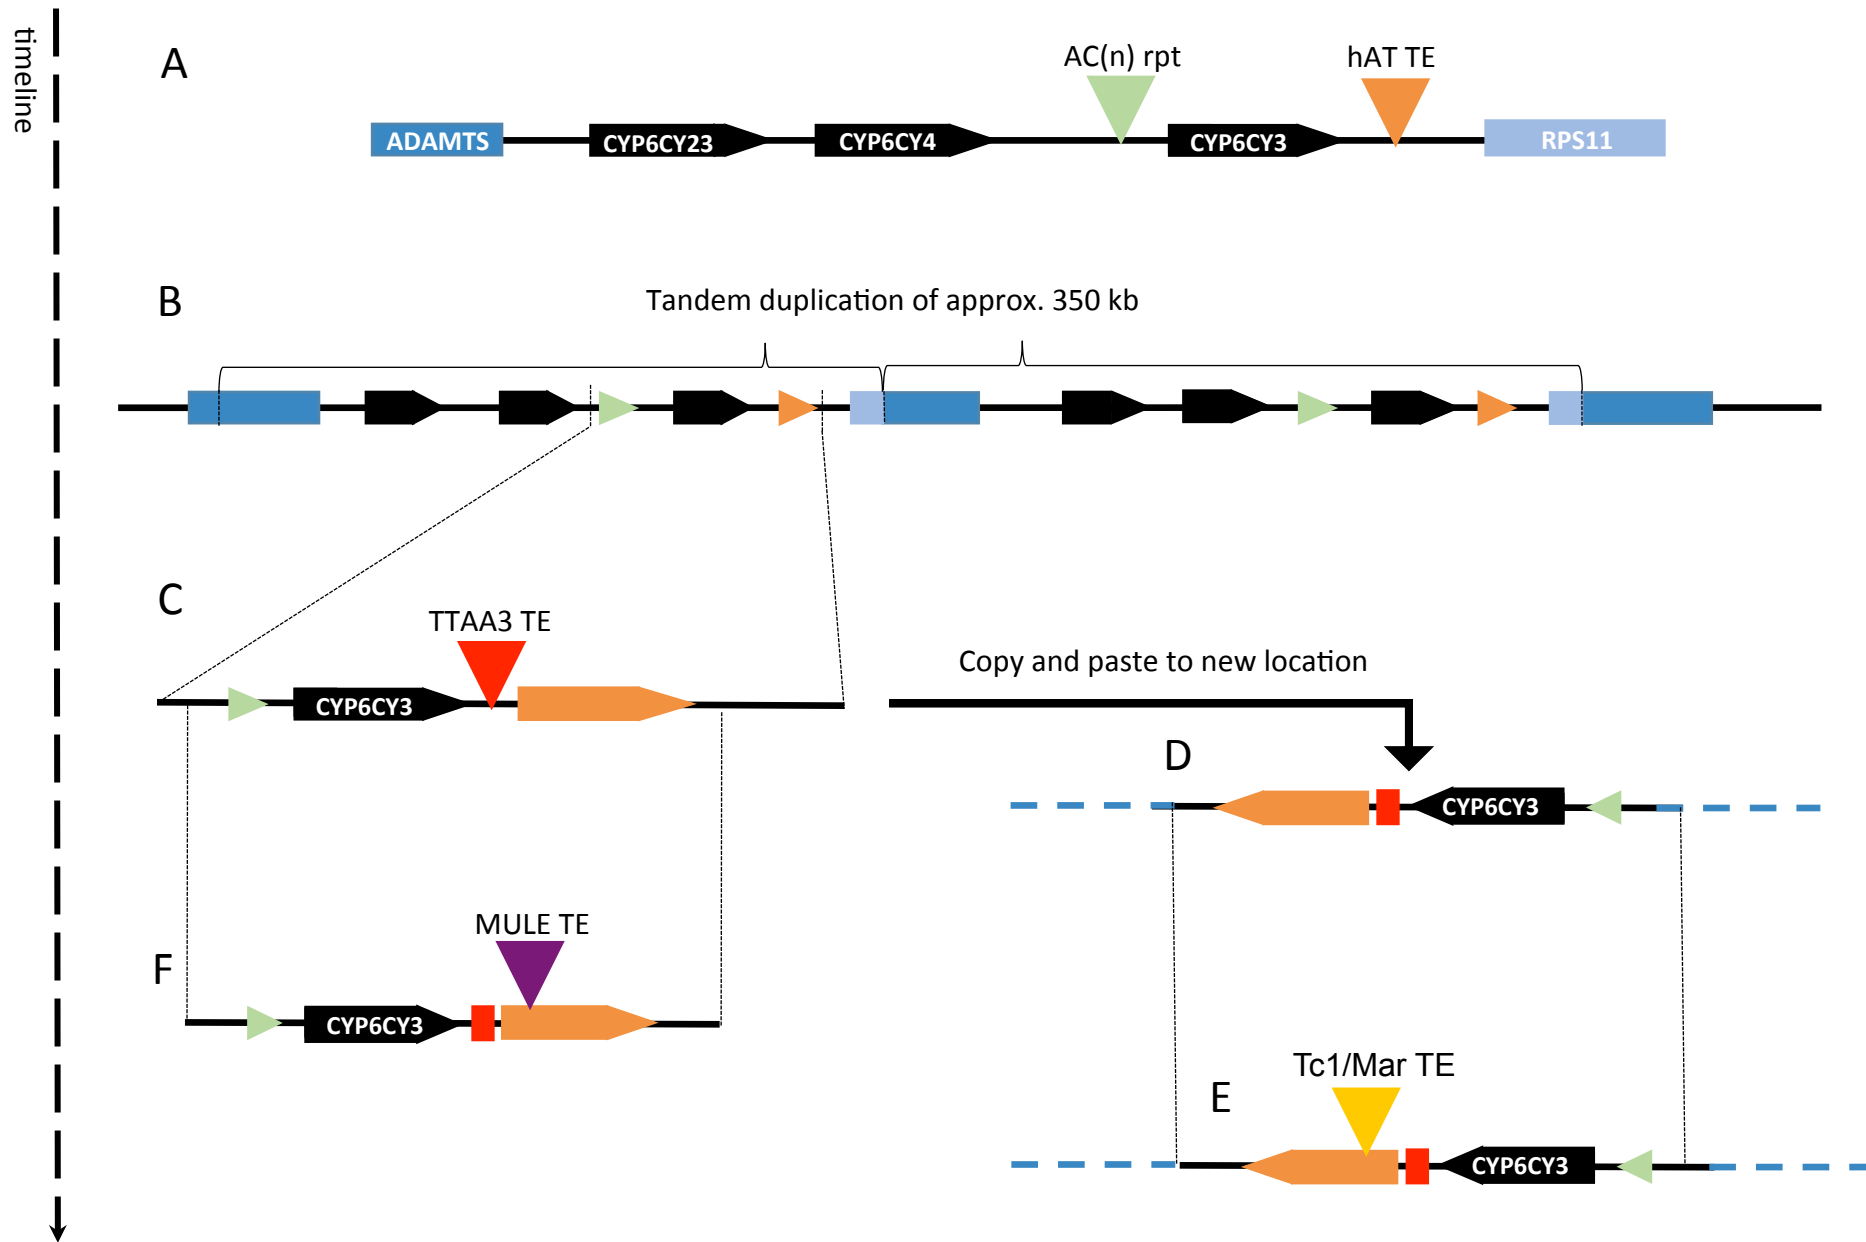 timeline
A
AC(n) rpt
hAT TE
ADAMTS
CYP6CY23
CYP6CY4
CYP6CY3
RPS11
B
Tandem duplication of approx. 350 kb
C
TTAA3 TE
CYP6CY3
Copy and paste to new location
D
CYP6CY3
MULE TE
F
CYP6CY3
Tc1/Mar TE
E
CYP6CY3